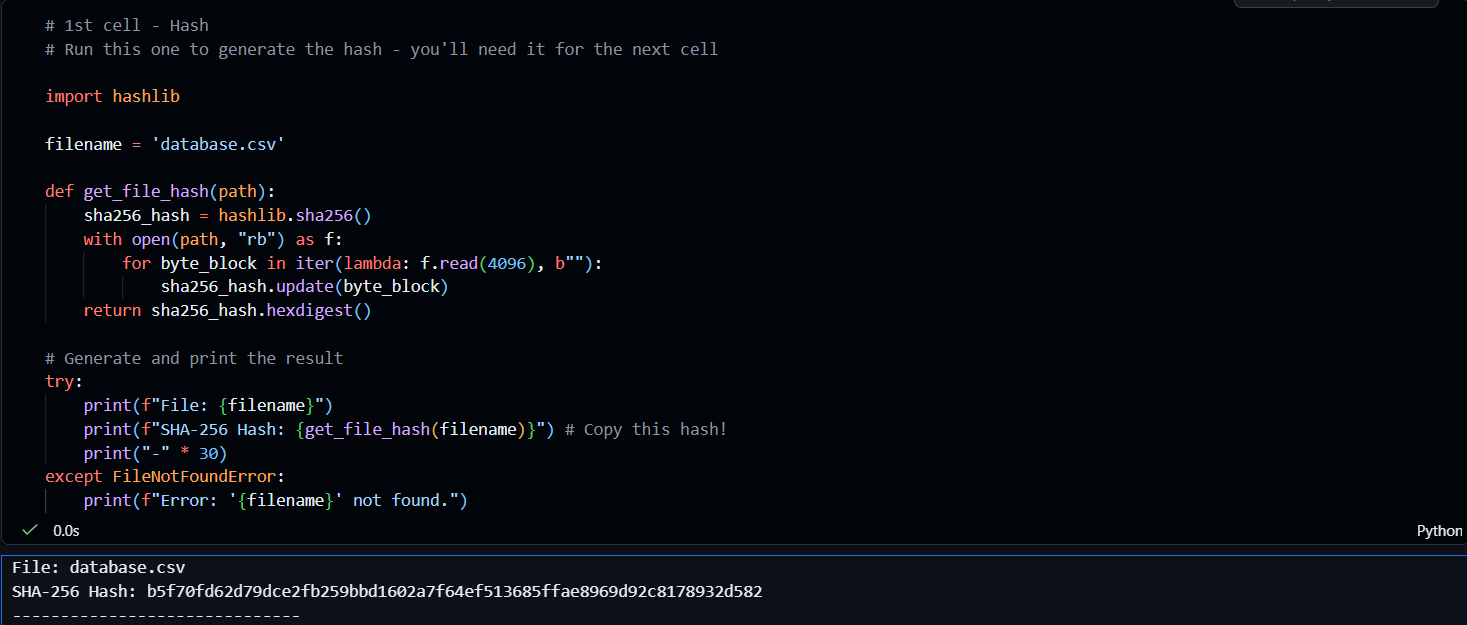 # 1st cell - Hash
# Run this one to generate the hash - you'll need it for the next cell
import hashlib
filename = 'database.csv'
def get_file_hash(path):
    sha256_hash = hashlib.sha256()
    with open(path, "rb") as f:
        for byte_block in iter(lambda: f.read(4096), b""):
            sha256_hash.update(byte_block)
    return sha256_hash.hexdigest()
# Generate and print the result
try:
    print(f"File: {filename}")
    print(f"SHA-256 Hash: {get_file_hash(filename)}") # Copy this hash!
    print("-" * 30)
except FileNotFoundError:
    print(f"Error: '{filename}' not found.")
0.0s
Python
File: database.csv
SHA-256 Hash: b5f70fd62d79dce2fb259bbd1602a7f64ef513685ffae8969d92c8178932d582
------------------------------